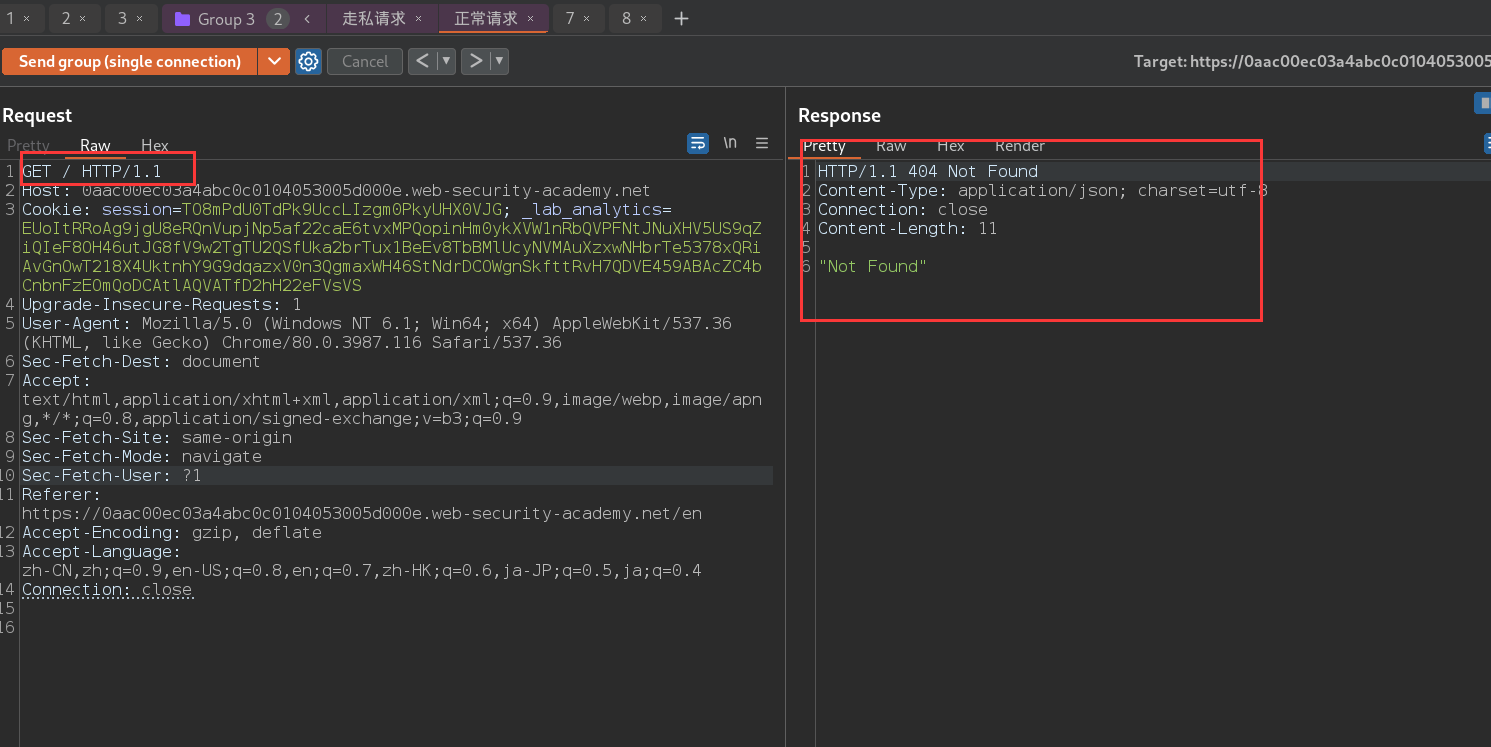 1 × 2 × 3 × Group 3 2 < 走私请求 × 正常请求 × 7 × 8 × +
Send group (single connection) Cancel < > Target: https://0aac00ec03a4abc0c0104053005
Request
Pretty Raw Hex \n
1 GET / HTTP/1.1
2 Host: 0aac00ec03a4abc0c0104053005d000e.web-security-academy.net
3 Cookie: session=TO8mPdU0TdPk9UccLIzgm0PkyUHX0VJG; _lab_analytics=
EUoItRRoAg9jgU8eRQnVupjNp5af22caE6tvxMPQopinHm0ykXVW1nRbQVPFNtJNuXHV5US9qZ
iQIeF8OH46utJG8fV9w2TgTU2QSfUka2brTux1BeEv8TbBMlUcyNVMAuXzxwNHbrTe5378xQRi
AvGnOwT218X4UktnhY9G9dqazxV0n3QgmaxWH46StNdrDCOWgnSkfttRvH7QDVE459ABAcZC4b
CnbnFzEOmQoDCAtlAQVATfD2hH22eFVsVS
4 Upgrade-Insecure-Requests: 1
5 User-Agent: Mozilla/5.0 (Windows NT 6.1; Win64; x64) AppleWebKit/537.36
(KHTML, like Gecko) Chrome/80.0.3987.116 Safari/537.36
6 Sec-Fetch-Dest: document
7 Accept:
text/html,application/xhtml+xml,application/xml;q=0.9,image/webp,image/apn
g,*/*;q=0.8,application/signed-exchange;v=b3;q=0.9
8 Sec-Fetch-Site: same-origin
9 Sec-Fetch-Mode: navigate
10 Sec-Fetch-User: ?1
11 Referer:
https://0aac00ec03a4abc0c0104053005d000e.web-security-academy.net/en
12 Accept-Encoding: gzip, deflate
13 Accept-Language:
zh-CN,zh;q=0.9,en-US;q=0.8,en;q=0.7,zh-HK;q=0.6,ja-JP;q=0.5,ja;q=0.4
14 Connection: close
15
16
Response
Pretty Raw Hex Render
1 HTTP/1.1 404 Not Found
2 Content-Type: application/json; charset=utf-8
3 Connection: close
4 Content-Length: 11
5
6 "Not Found"